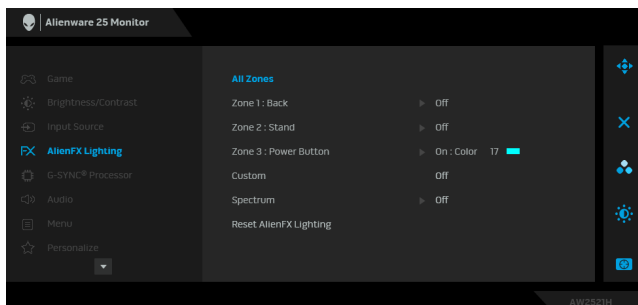 Alienware 25 Monitor
Game
Brightness/Contrast
Input Source
AlienFX Lighting
G-SYNC® Processor
Audio
Menu
Personalize
All Zones
Zone 1 : Back Off
Zone 2 : Stand Off
Zone 3 : Power Button On : Color 17
Custom Off
Spectrum Off
Reset AlienFX Lighting
AW2521H